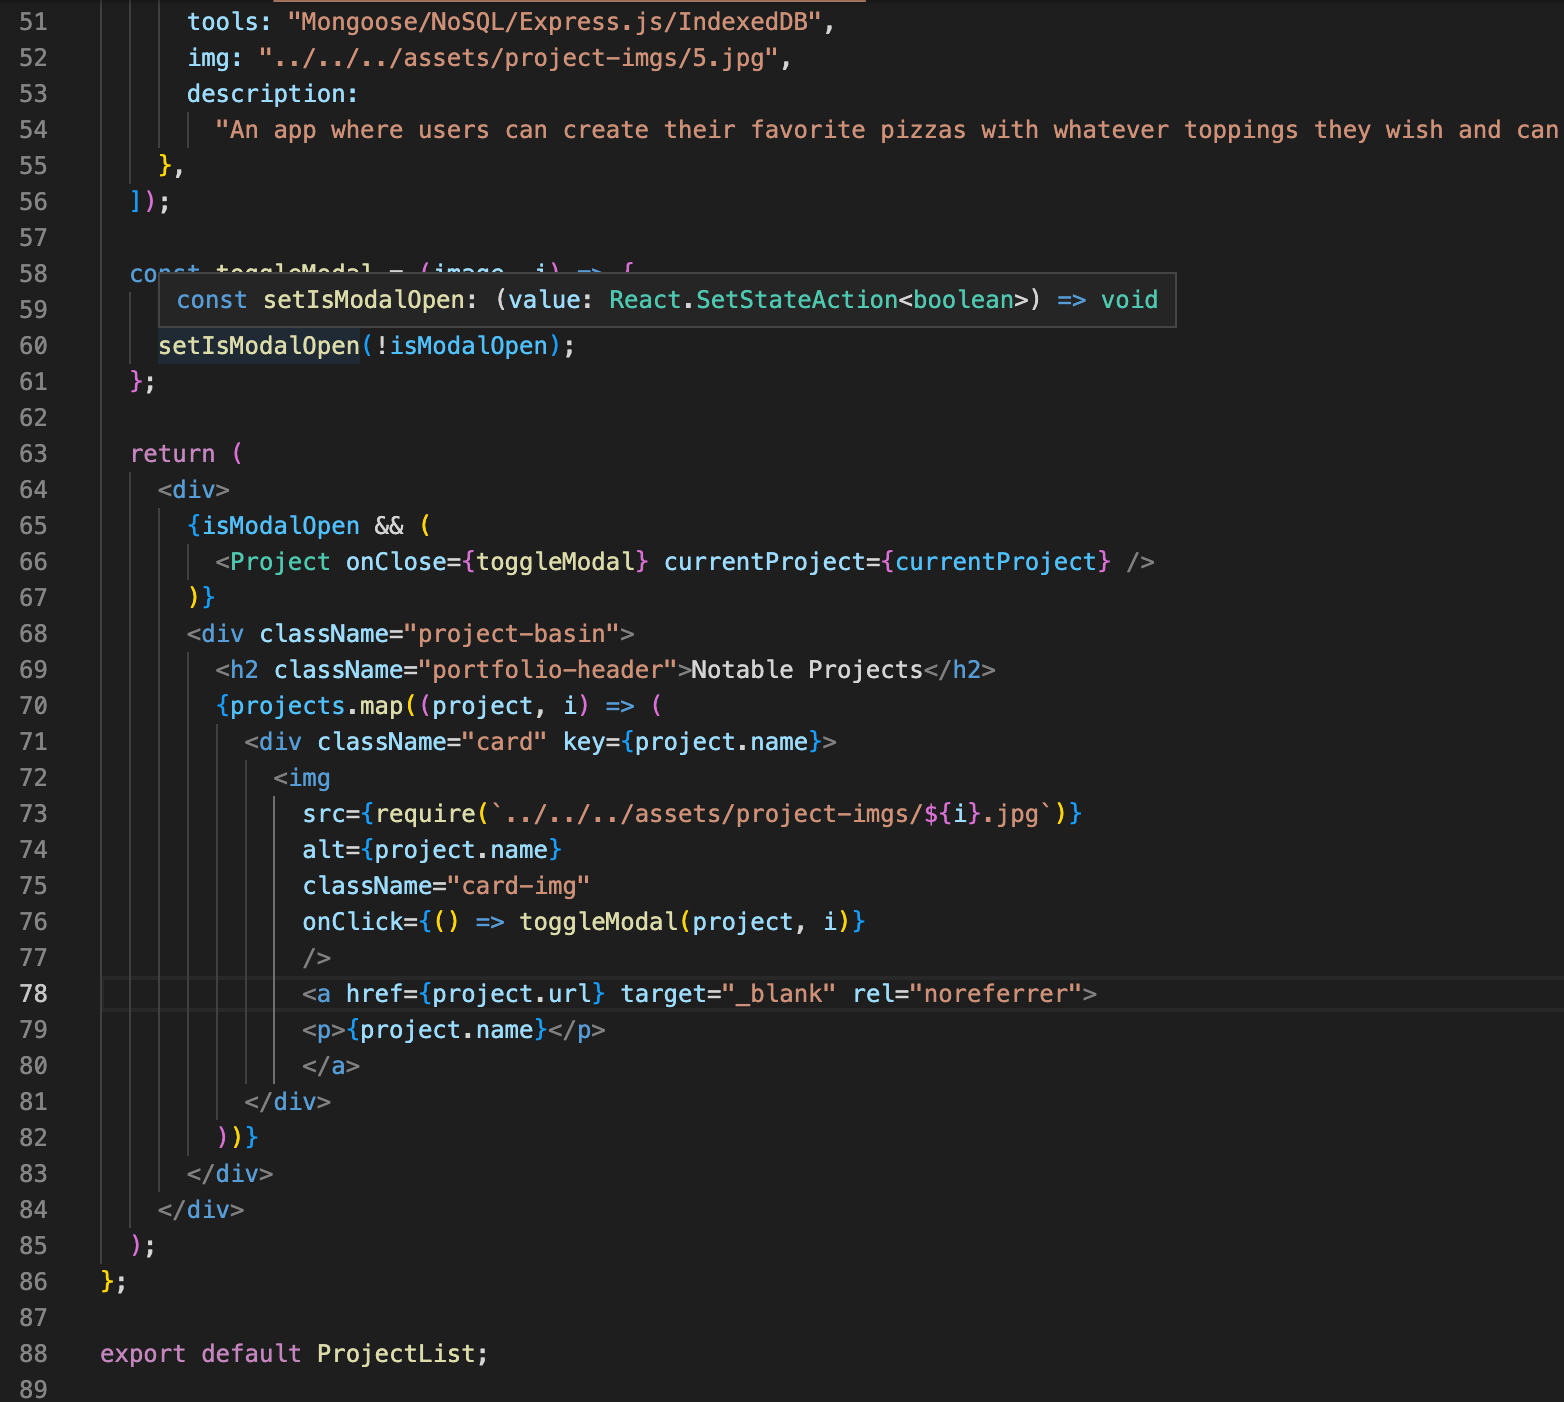 51 tools: "Mongoose/NoSQL/Express.js/IndexedDB",
52 img: "../../../assets/project-imgs/5.jpg",
53 description:
54 "An app where users can create their favorite pizzas with whatever toppings they wish and can
55 },
56 ]);
57
58 const toggleModal = (image, i) => {
const setIsModalOpen: (value: React.SetStateAction<boolean>) => void
59
60 setIsModalOpen(!isModalOpen);
61 };
62
63 return (
64 <div>
65 {isModalOpen && (
66 <Project onClose={toggleModal} currentProject={currentProject} />
67 )}
68 <div className="project-basin">
69 <h2 className="portfolio-header">Notable Projects</h2>
70 {projects.map((project, i) => (
71 <div className="card" key={project.name}>
72 <img
73 src={require(`../../../assets/project-imgs/${i}.jpg`)}
74 alt={project.name}
75 className="card-img"
76 onClick={() => toggleModal(project, i)}
77 />
78 <a href={project.url} target="_blank" rel="noreferrer">
79 <p>{project.name}</p>
80 </a>
81 </div>
82 ))}
83 </div>
84 </div>
85 );
86 };
87
88 export default ProjectList;
89